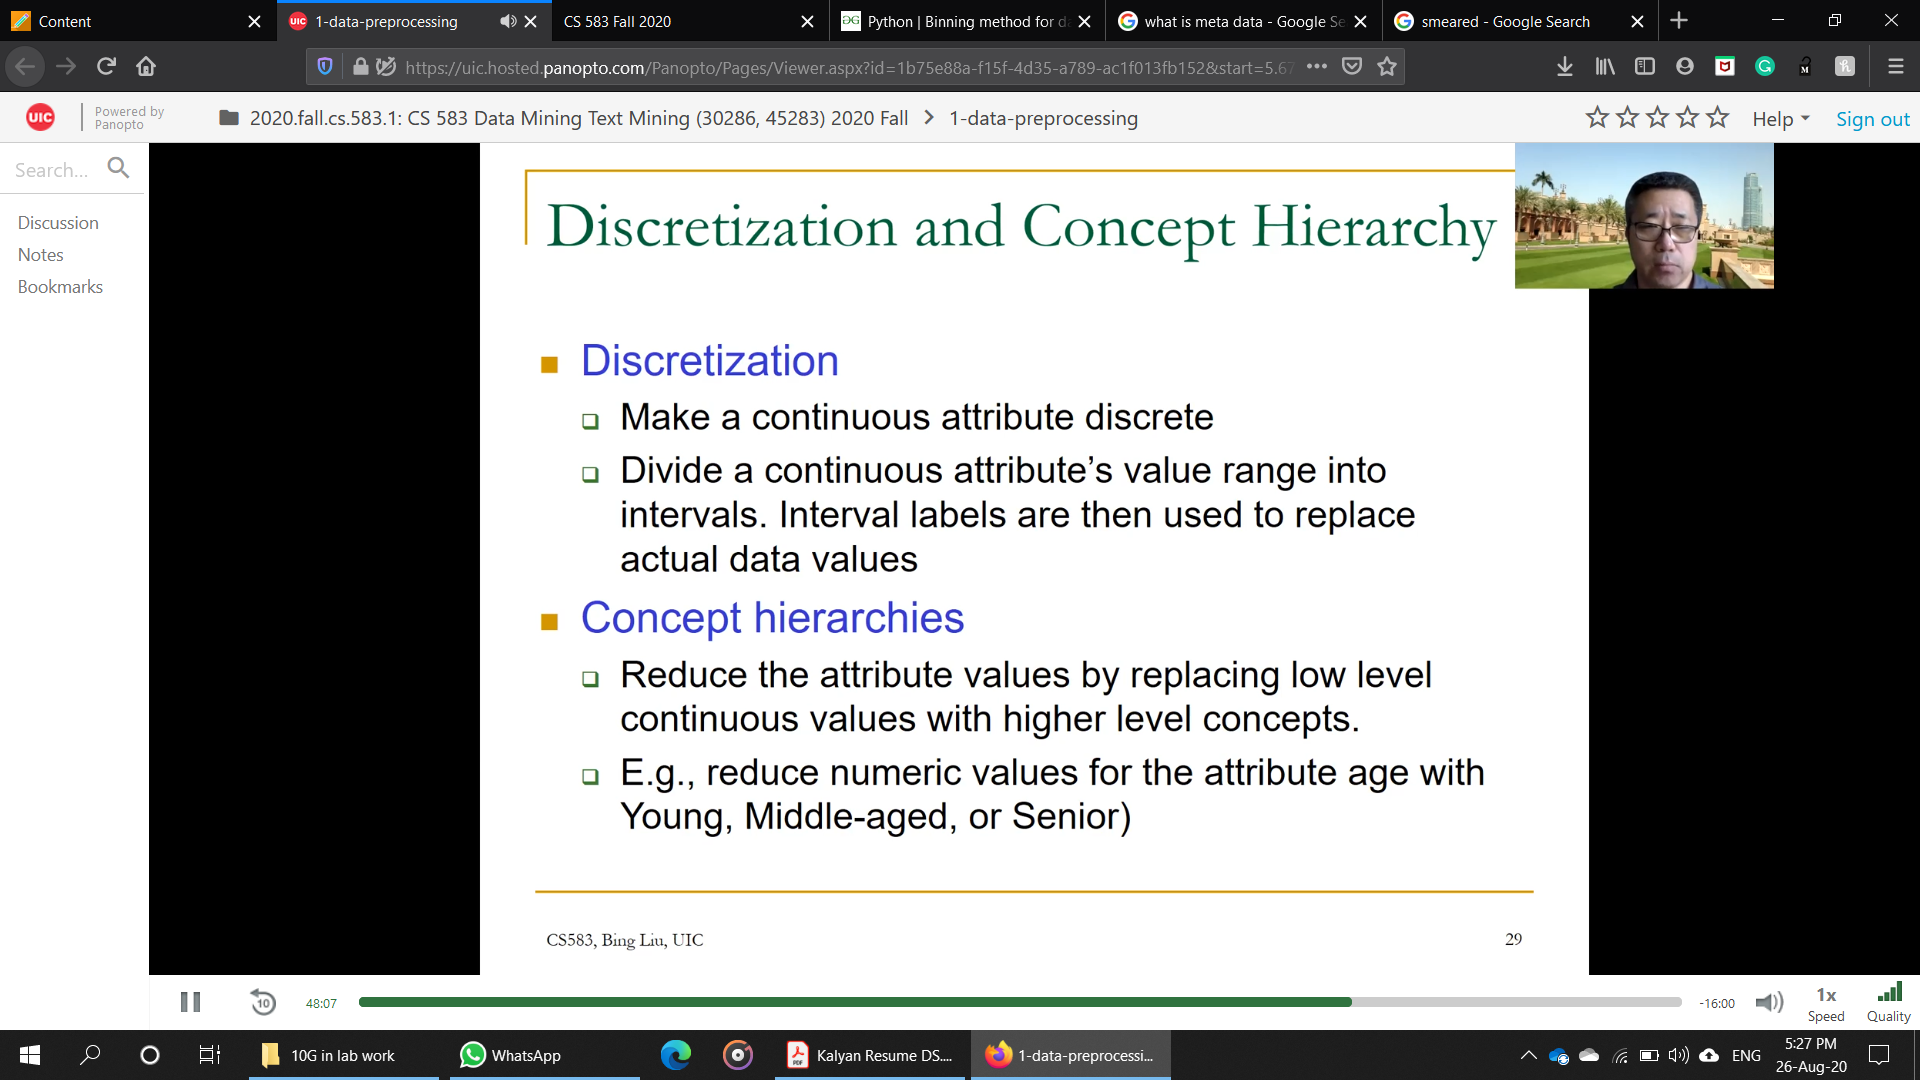 Content
1-data-preprocessing
CS 583 Fall 2020
Python | Binning method for d
what is meta data - Google Se
smeared - Google Search
https://uic.hosted.panopto.com/Panopto/Pages/Viewer.aspx?id=1b75e88a-f15f-4d35-a789-ac1f013fb152&start=5.67
UIC
Powered by
Panopto
2020.fall.cs.583.1: CS 583 Data Mining Text Mining (30286, 45283) 2020 Fall > 1-data-preprocessing
Help
Sign out
Search...
Discussion
Notes
Bookmarks
Discretization and Concept Hierarchy
Discretization
Make a continuous attribute discrete
Divide a continuous attribute’s value range into
intervals. Interval labels are then used to replace
actual data values
Concept hierarchies
Reduce the attribute values by replacing low level
continuous values with higher level concepts.
E.g., reduce numeric values for the attribute age with
Young, Middle-aged, or Senior)
CS583, Bing Liu, UIC
29
10
48:07
-16:00
1x
Speed
Quality
10G in lab work
WhatsApp
Kalyan Resume DS....
1-data-preprocessi...
ENG
5:27 PM
26-Aug-20